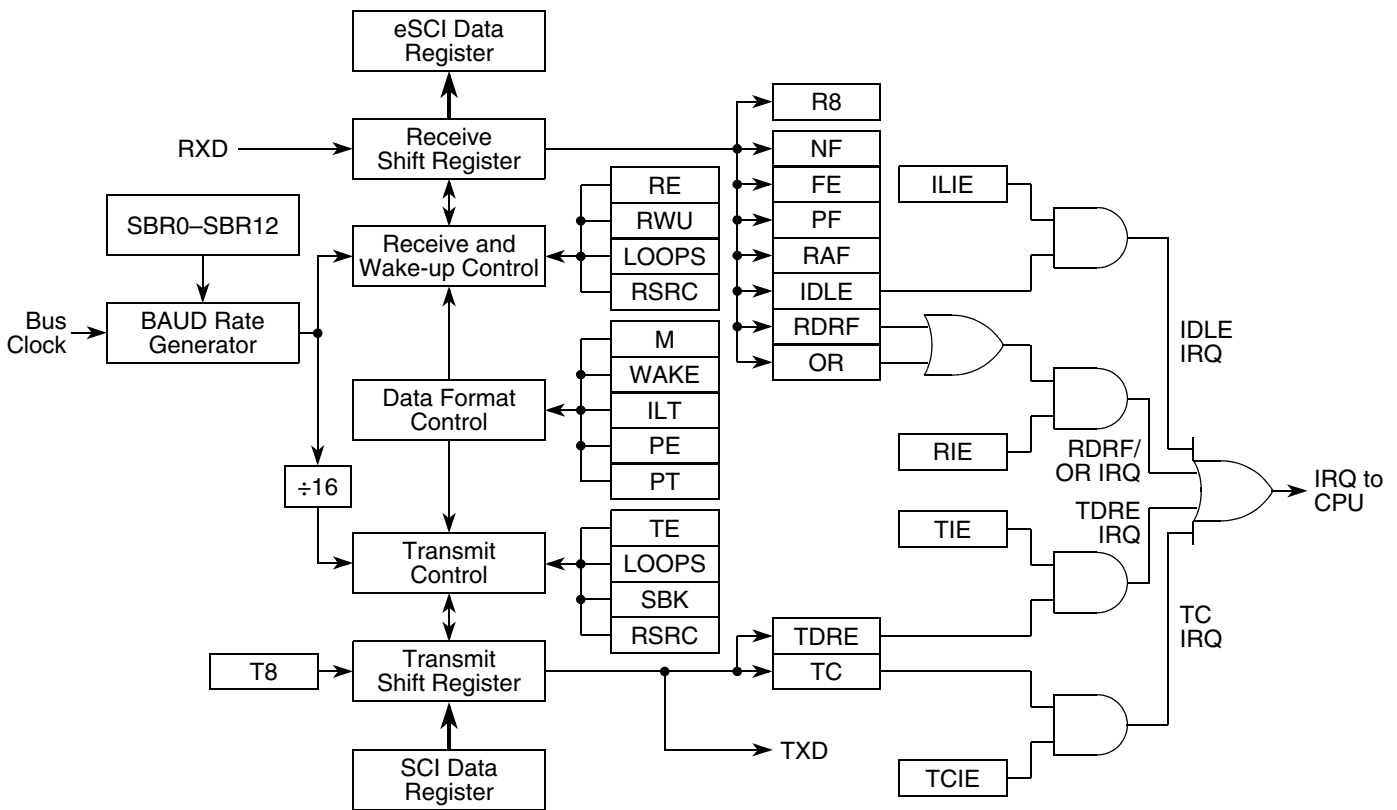 eSCI Data
Register
RXD
Receive
Shift Register
R8
NF
FE
PF
RAF
IDLE
RDRF
OR
RE
RWU
LOOPS
RSRC
ILIE
SBR0–SBR12
Receive and
Wake-up Control
Bus
Clock
BAUD Rate
Generator
IDLE
IRQ
M
WAKE
ILT
PE
PT
Data Format
Control
RIE
RDRF/
OR IRQ
÷16
IRQ to
CPU
TDRE
IRQ
TIE
TE
LOOPS
SBK
RSRC
Transmit
Control
TC
IRQ
TDRE
TC
T8
Transmit
Shift Register
TXD
TCIE
SCI Data
Register